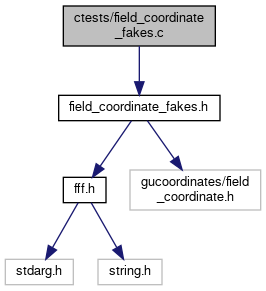 ctests/field_coordinate
_fakes.c
field_coordinate_fakes.h
fff.h
gucoordinates/field
_coordinate.h
stdarg.h
string.h